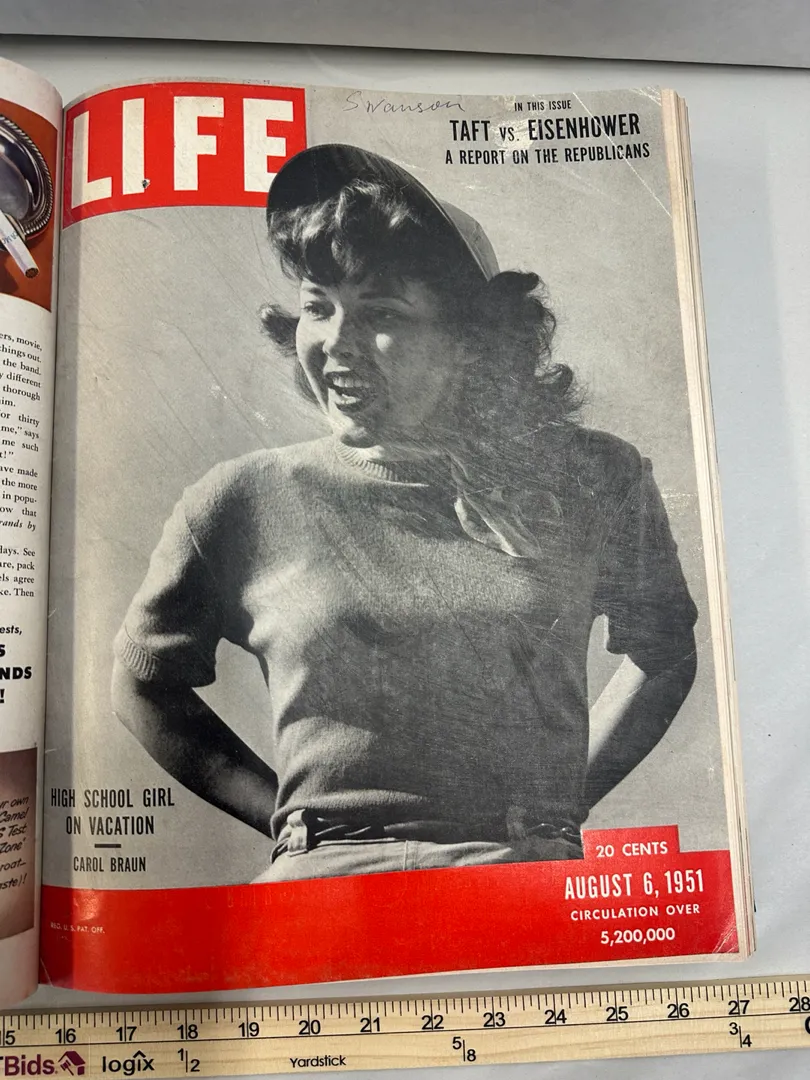 LIFE
Swanson
IN THIS ISSUE
TAFT vs. EISENHOWER
A REPORT ON THE REPUBLICANS
ers, movie,
things out.
the band.
different
thorough
im.
or thirty
me," says
me such
t!"
ave made
the more
in popu-
ow that
rands by
days. See
are, pack
els agree
ke. Then
ests,
S
NDS
!
ur own
Camel
Test
Zone"
roat—
aste)!
HIGH SCHOOL GIRL
ON VACATION
CAROL BRAUN
20 CENTS
AUGUST 6, 1951
CIRCULATION OVER
5,200,000
REG. U. S. PAT. OFF.
15 16 17 18 19 20 21 22 23 24 25 26 27 28
Bids logix 1/2 Yardstick 5/8 3/4